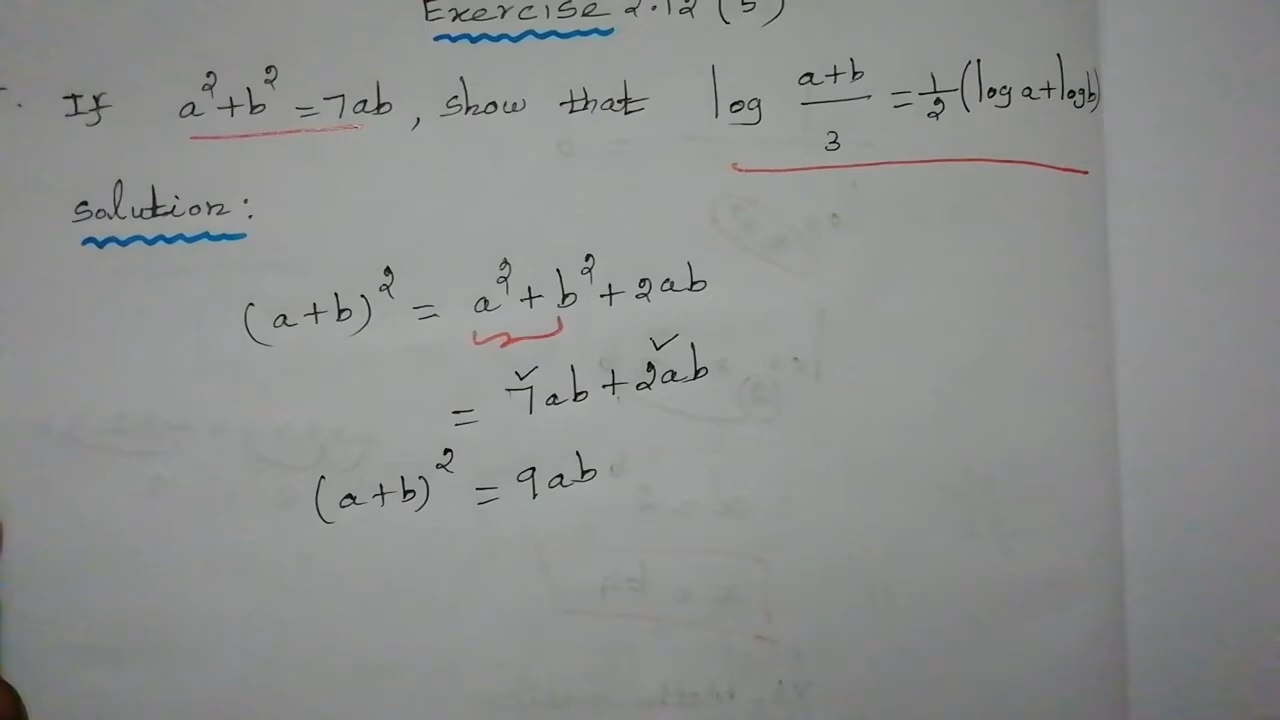 Exercise 2.12 (5)
If a²+b² = 7ab, show that log (a+b)/3 = 1/2 (log a + log b)
Solution:
(a+b)² = a² + b² + 2ab
= 7ab + 2ab
(a+b)² = 9ab